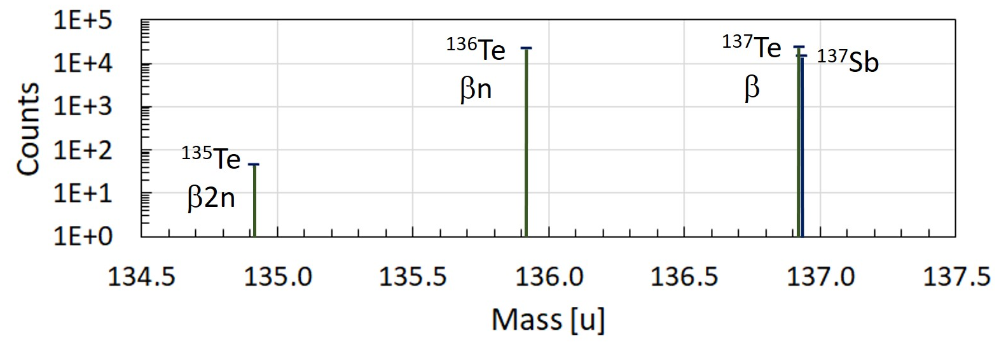 1E+5
1E+4
1E+3
1E+2
1E+1
1E+0
Counts
¹³⁵Te
β2n
¹³⁶Te
βn
¹³⁷Te
β
¹³⁷Sb
134.5 135.0 135.5 136.0 136.5 137.0 137.5
Mass [u]